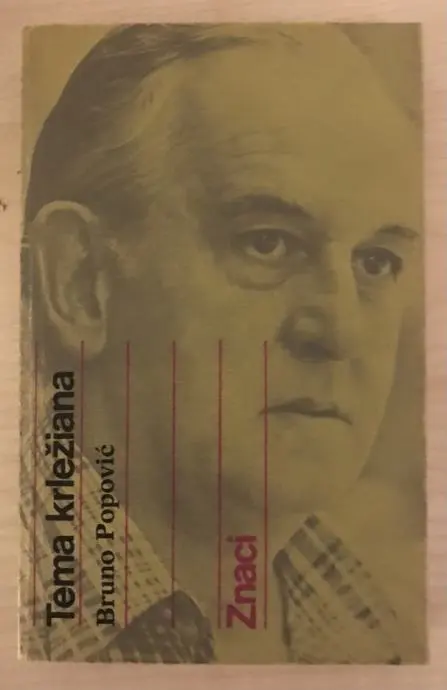 Tema krležiana
Bruno Popović
Znaci